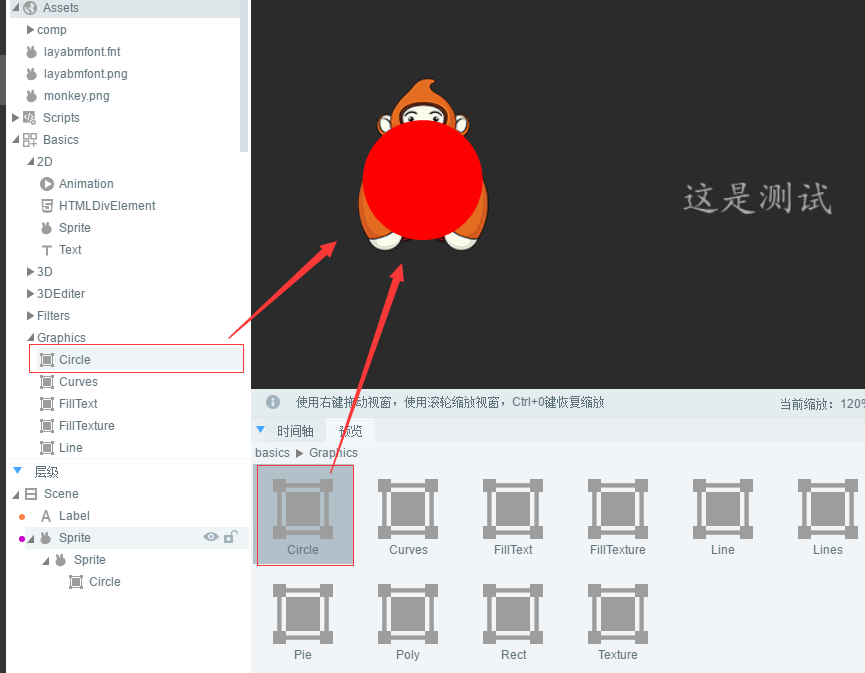 Assets
comp
layabmfont.fnt
layabmfont.png
monkey.png
Scripts
Basics
2D
Animation
HTMLDivElement
Sprite
Text
3D
3DEditer
Filters
Graphics
Circle
Curves
FillText
FillTexture
Line
层级
Scene
Label
Sprite
Sprite
Circle
这是测试
使用右键拖动视窗，使用滚轮缩放视窗，Ctrl+0键恢复缩放
当前缩放：120%
时间轴 预览
basics Graphics
Circle Curves FillText FillTexture Line Lines
Pie Poly Rect Texture